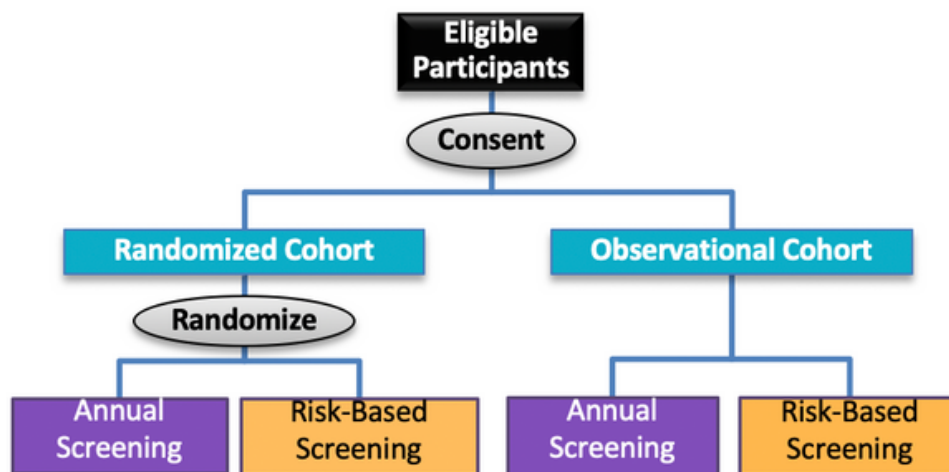 Eligible
Participants
Consent
Randomized Cohort
Observational Cohort
Randomize
Annual
Screening
Risk-Based
Screening
Annual
Screening
Risk-Based
Screening